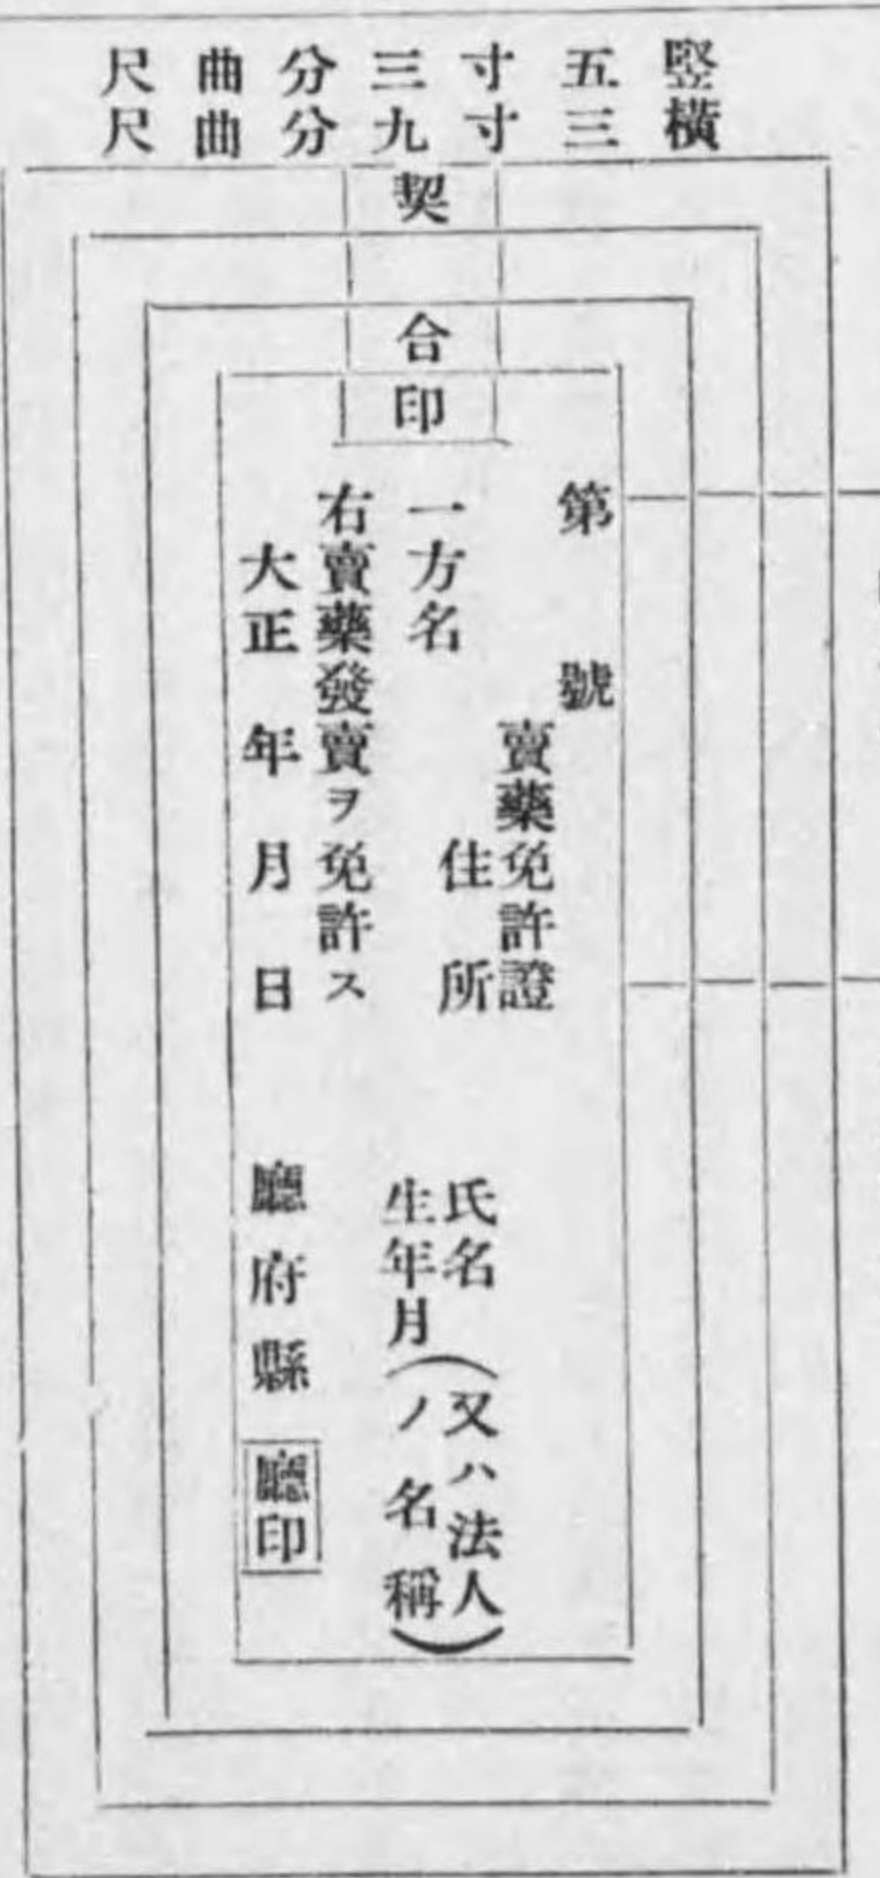 竪五寸三分曲尺
横三寸九分曲尺
契合印
第號
賣藥免許證
住所
氏名(又ハ法人ノ名稱)
生年月
一方名
右賣藥發賣ヲ免許ス
大正年月日
廳府縣廳印